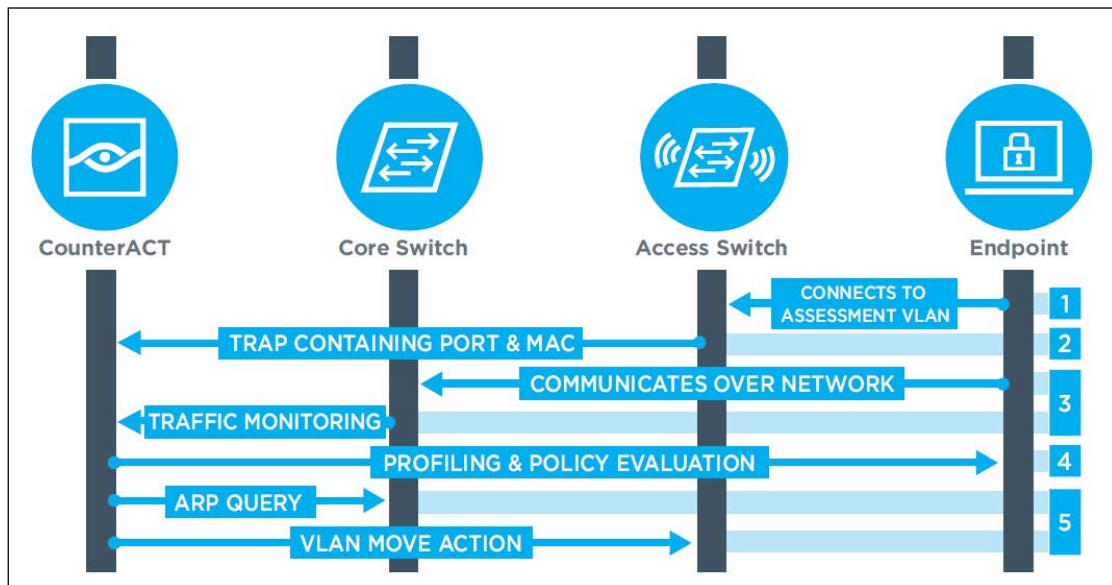 CounterACT
Core Switch
Access Switch
Endpoint
CONNECTS TO
ASSESSMENT VLAN
1
TRAP CONTAINING PORT & MAC
2
COMMUNICATES OVER NETWORK
3
TRAFFIC MONITORING
PROFILING & POLICY EVALUATION
4
ARP QUERY
5
VLAN MOVE ACTION